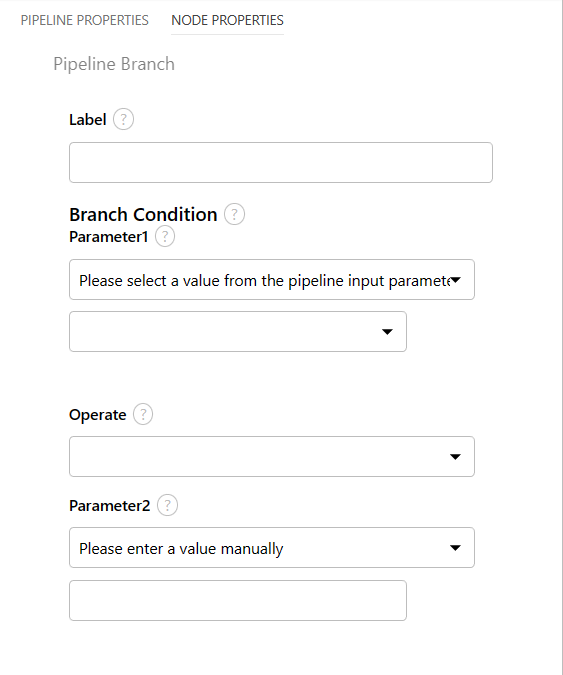 PIPELINE PROPERTIES NODE PROPERTIES
Pipeline Branch
Label ?
Branch Condition ?
Parameter1 ?
Please select a value from the pipeline input paramete
Operate ?
Parameter2 ?
Please enter a value manually